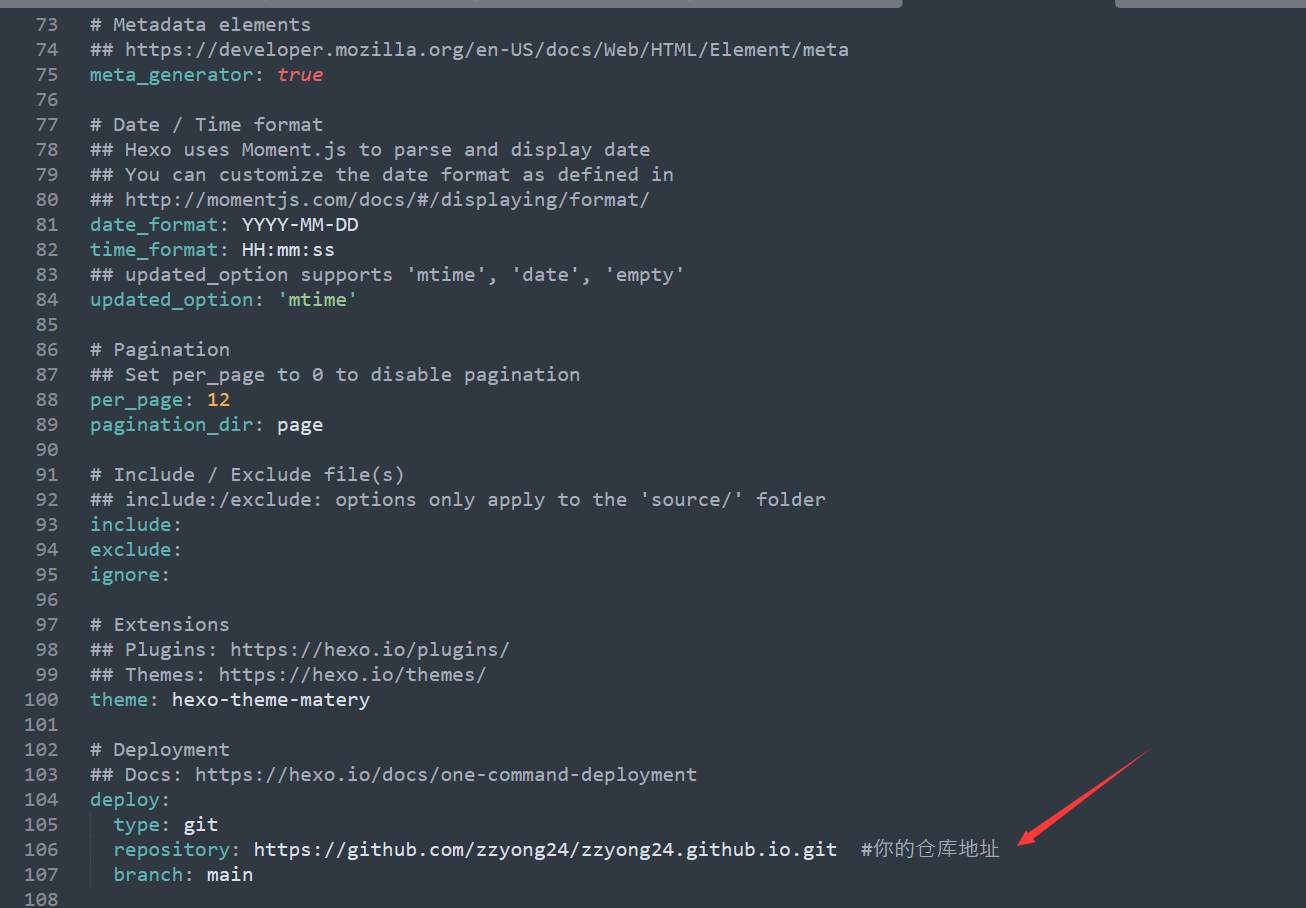 73 # Metadata elements
74 ## https://developer.mozilla.org/en-US/docs/Web/HTML/Element/meta
75 meta_generator: true
76
77 # Date / Time format
78 ## Hexo uses Moment.js to parse and display date
79 ## You can customize the date format as defined in
80 ## http://momentjs.com/docs/#/displaying/format/
81 date_format: YYYY-MM-DD
82 time_format: HH:mm:ss
83 ## updated_option supports 'mtime', 'date', 'empty'
84 updated_option: 'mtime'
85
86 # Pagination
87 ## Set per_page to 0 to disable pagination
88 per_page: 12
89 pagination_dir: page
90
91 # Include / Exclude file(s)
92 ## include:/exclude: options only apply to the 'source/' folder
93 include:
94 exclude:
95 ignore:
96
97 # Extensions
98 ## Plugins: https://hexo.io/plugins/
99 ## Themes: https://hexo.io/themes/
100 theme: hexo-theme-matery
101
102 # Deployment
103 ## Docs: https://hexo.io/docs/one-command-deployment
104 deploy:
105   type: git
106   repository: https://github.com/zzyong24/zzyong24.github.io.git  #你的仓库地址
107   branch: main
108